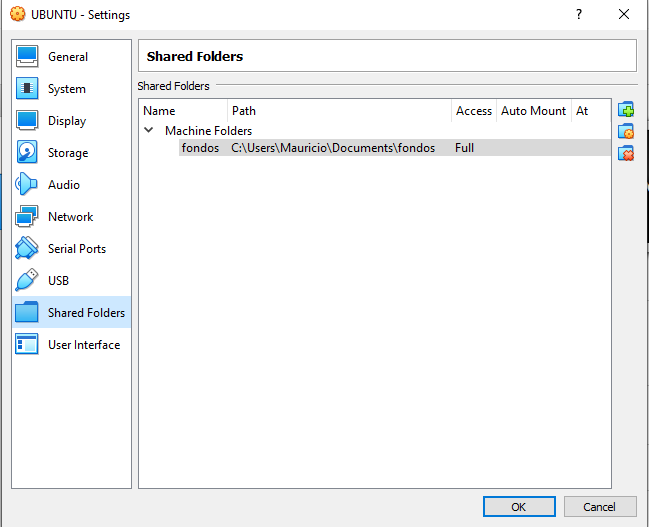 UBUNTU - Settings
?
General
System
Display
Storage
Audio
Network
Serial Ports
USB
Shared Folders
User Interface
Shared Folders
Shared Folders
Name Path Access Auto Mount At
Machine Folders
fondos C:\Users\Mauricio\Documents\fondos Full
OK Cancel